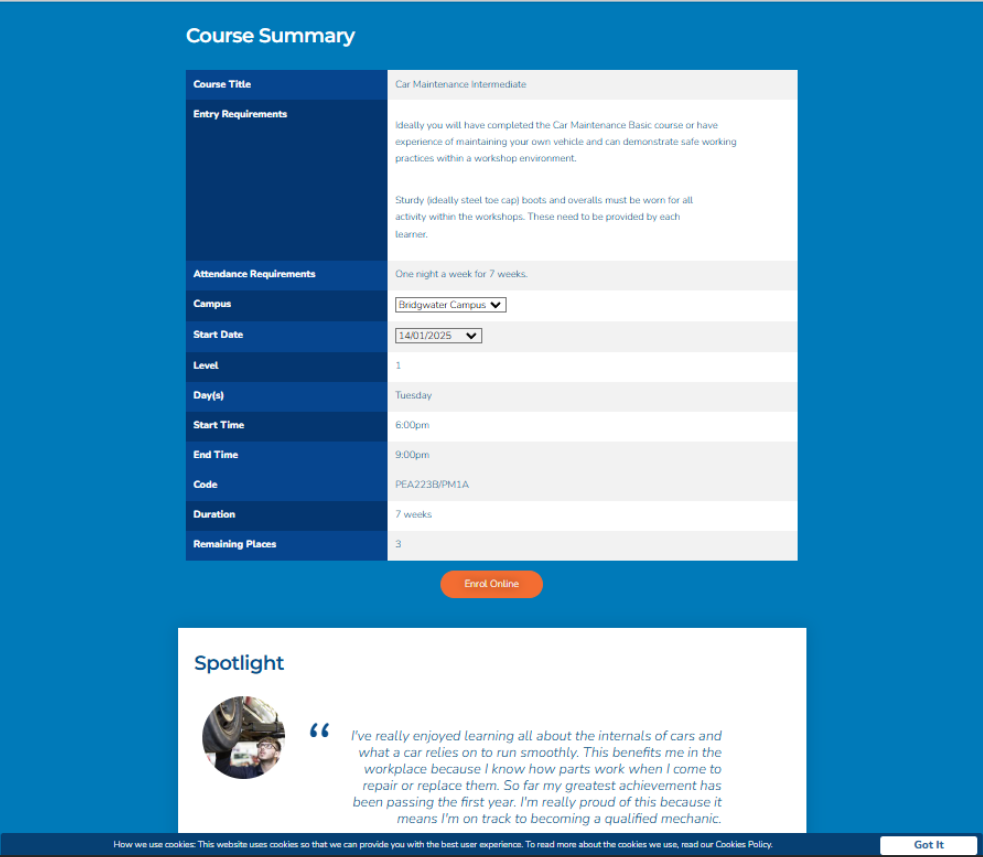 Course Summary
Course Title
Car Maintenance Intermediate
Entry Requirements
Ideally you will have completed the Car Maintenance Basic course or have
experience of maintaining your own vehicle and can demonstrate safe working
practices within a workshop environment.
Sturdy (ideally steel toe cap) boots and overalls must be worn for all
activity within the workshops. These need to be provided by each
learner.
Attendance Requirements
One night a week for 7 weeks.
Campus
Bridgwater Campus
Start Date
14/01/2025
Level
1
Day(s)
Tuesday
Start Time
6:00pm
End Time
9:00pm
Code
PEA223B/PM1A
Duration
7 weeks
Remaining Places
3
Enrol Online
Spotlight
“ I've really enjoyed learning all about the internals of cars and
what a car relies on to run smoothly. This benefits me in the
workplace because I know how parts work when I come to
repair or replace them. So far my greatest achievement has
been passing the first year. I'm really proud of this because it
means I'm on track to becoming a qualified mechanic.
How we use cookies: This website uses cookies so that we can provide you with the best user experience. To read more about the cookies we use, read our Cookies Policy.
Got It